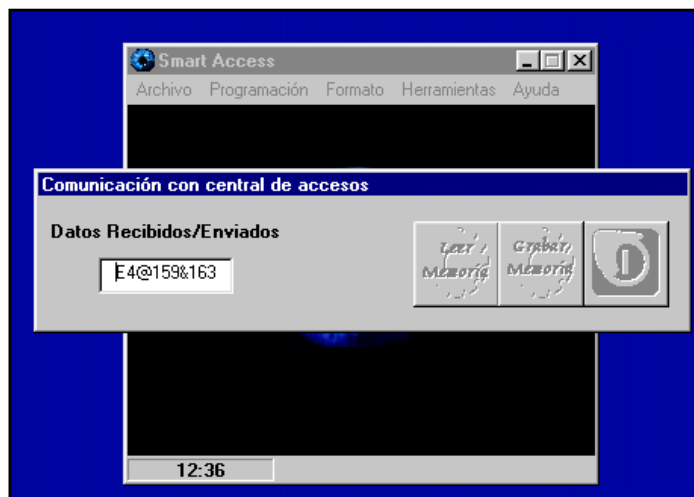 Smart Access
Archivo Programación Formato Herramientas Ayuda
Comunicación con central de accesos
Datos Recibidos/Enviados
E4@159&163
Leer Memoria
Grabar Memoria
12:36